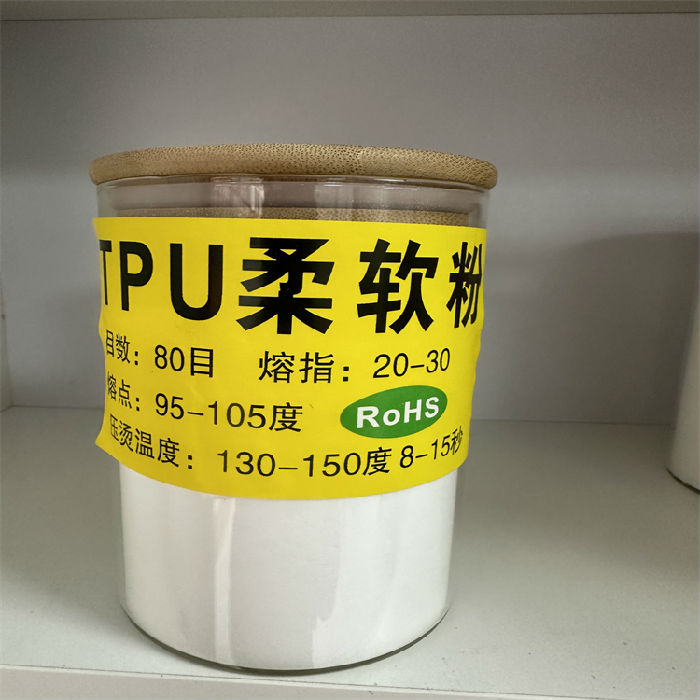 TPU柔软粉
目数：80目 熔指：20-30
熔点：95-105度 RoHS
压烫温度：130-150度 8-15秒